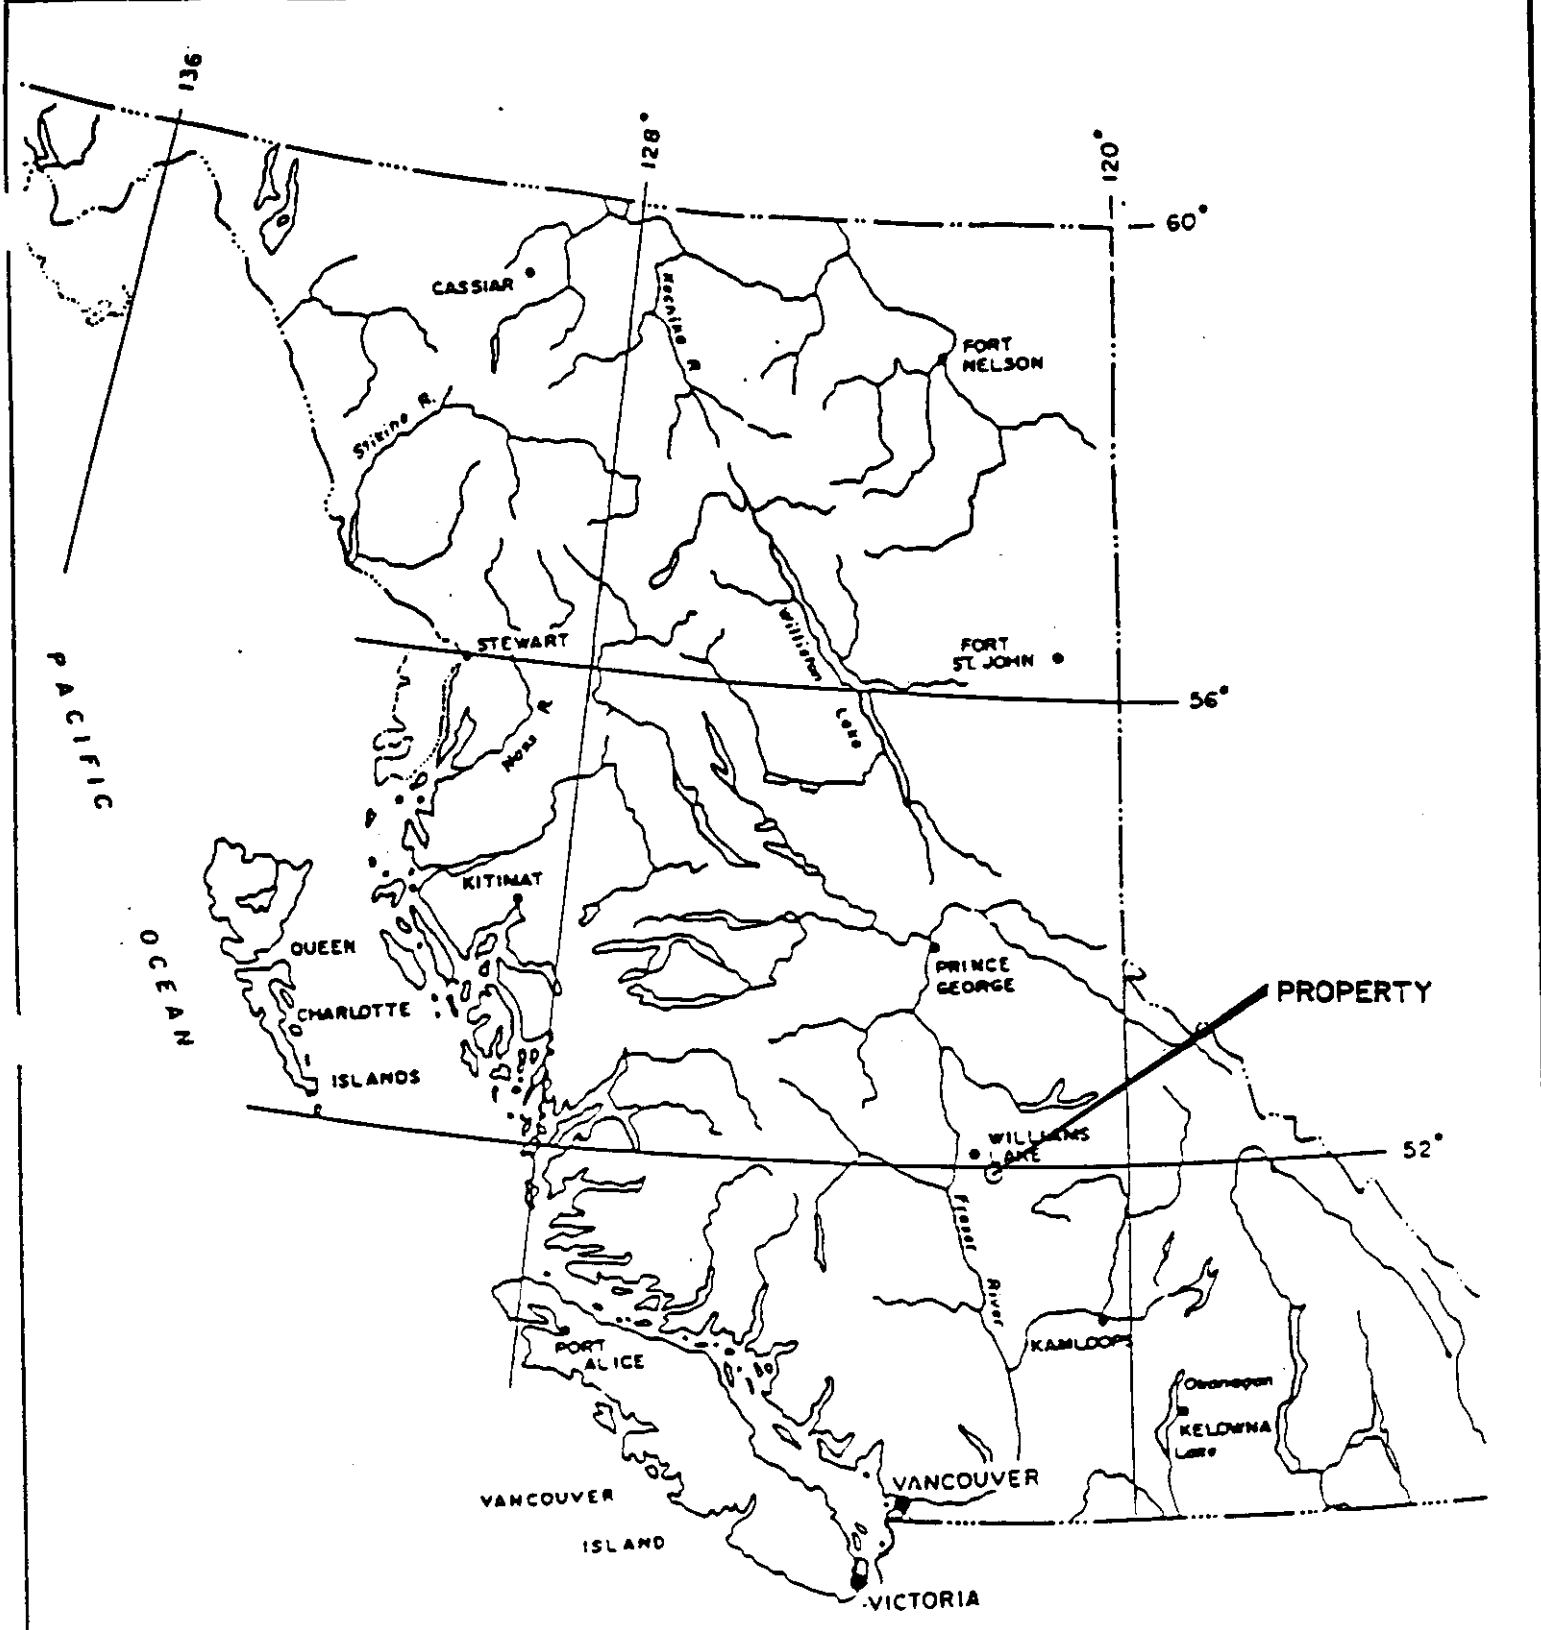 136
128°
120°
60°
CASSIAR
Kechika R
FORT
NELSON
Stikine R.
STEWART
FORT
ST. JOHN
Williston
Lake
56°
Nass R
PACIFIC
OCEAN
KITIMAT
QUEEN
CHARLOTTE
ISLANDS
PRINCE
GEORGE
PROPERTY
WILLIAMS
LAKE
52°
Fraser
River
PORT
ALICE
KAMLOOPS
Okanagan
KELOWNA
Lake
VANCOUVER
VANCOUVER
ISLAND
VICTORIA